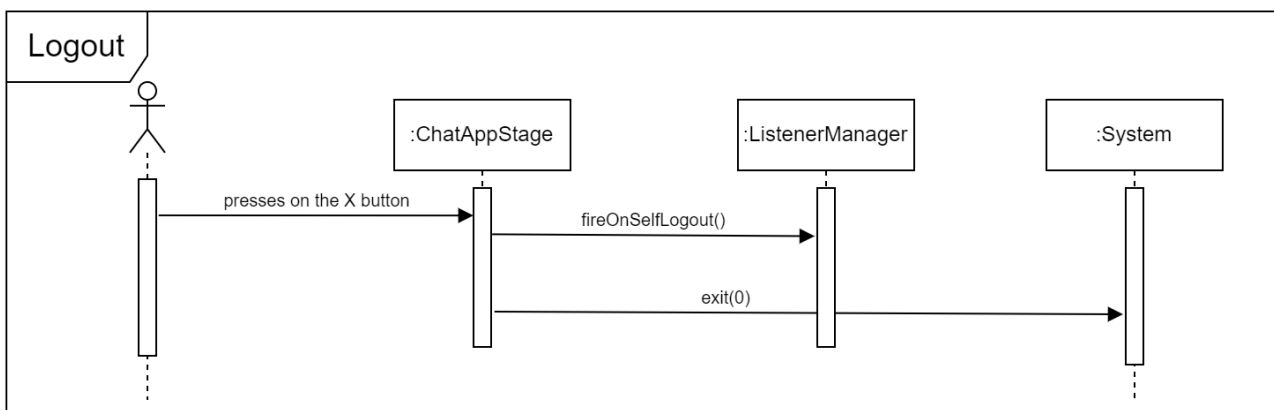 Logout
:ChatAppStage
:ListenerManager
:System
presses on the X button
fireOnSelfLogout()
exit(0)